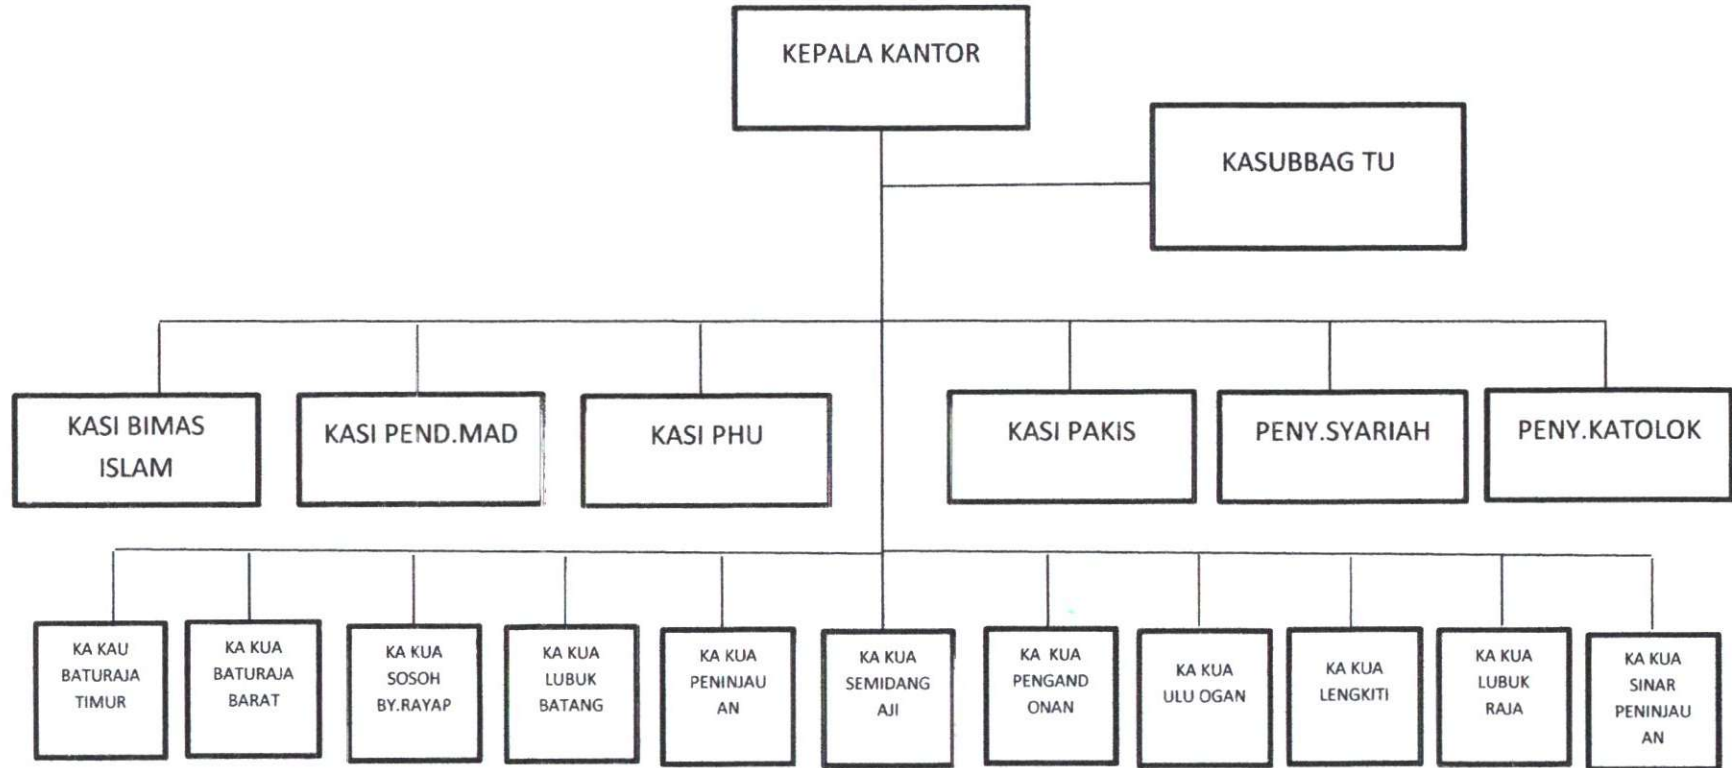 KEPALA KANTOR
KASUBBAG TU
KASI BIMAS
ISLAM
KASI PEND.MAD
KASI PHU
KASI PAKIS
PENY.SYARIAH
PENY.KATOLOK
KA KAU
BATURAJA
TIMUR
KA KUA
BATURAJA
BARAT
KA KUA
SOSOH
BY.RAYAP
KA KUA
LUBUK
BATANG
KA KUA
PENINJAU
AN
KA KUA
SEMIDANG
AJI
KA KUA
PENGAND
ONAN
KA KUA
ULU OGAN
KA KUA
LENGKITI
KA KUA
LUBUK
RAJA
KA KUA
SINAR
PENINJAU
AN